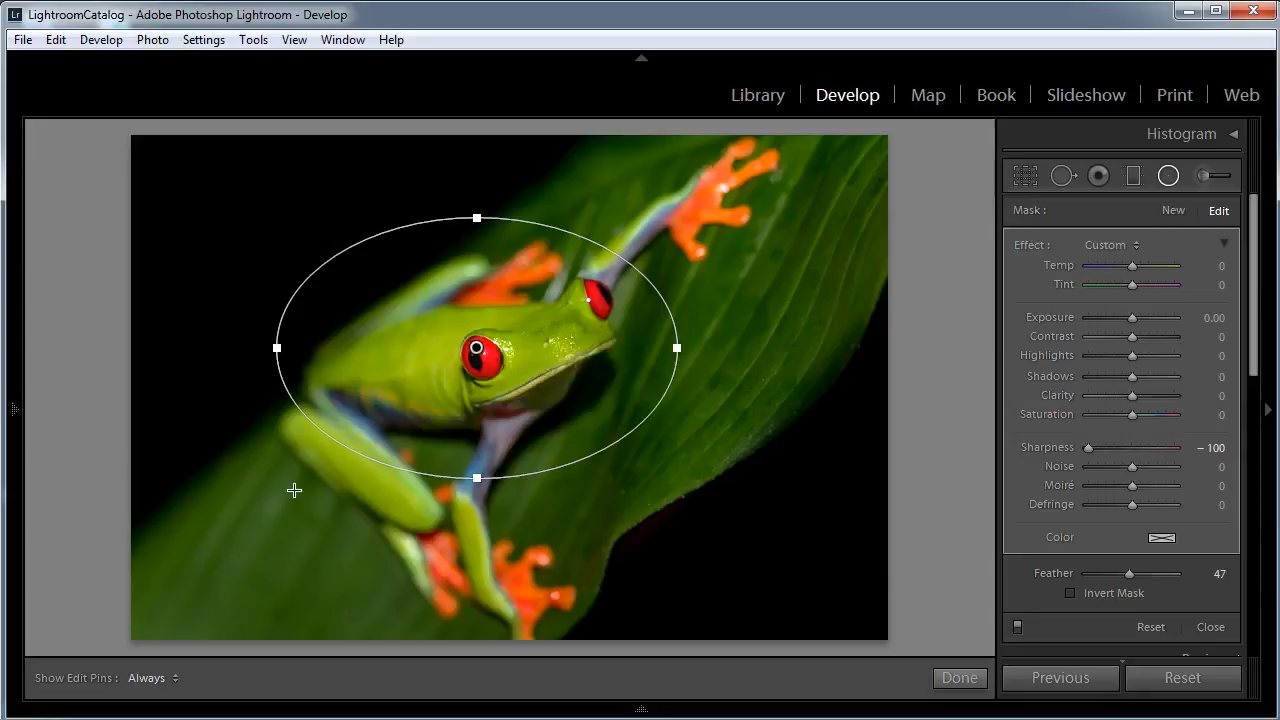 Lr LightroomCatalog - Adobe Photoshop Lightroom - Develop
File Edit Develop Photo Settings Tools View Window Help
Library Develop Map Book Slideshow Print Web
Histogram
Mask : New Edit
Effect : Custom
Temp 0
Tint 0
Exposure 0.00
Contrast 0
Highlights 0
Shadows 0
Clarity 0
Saturation 0
Sharpness – 100
Noise 0
Moiré 0
Defringe 0
Color
Feather 47
Invert Mask
Reset Close
Show Edit Pins : Always Done Previous Reset